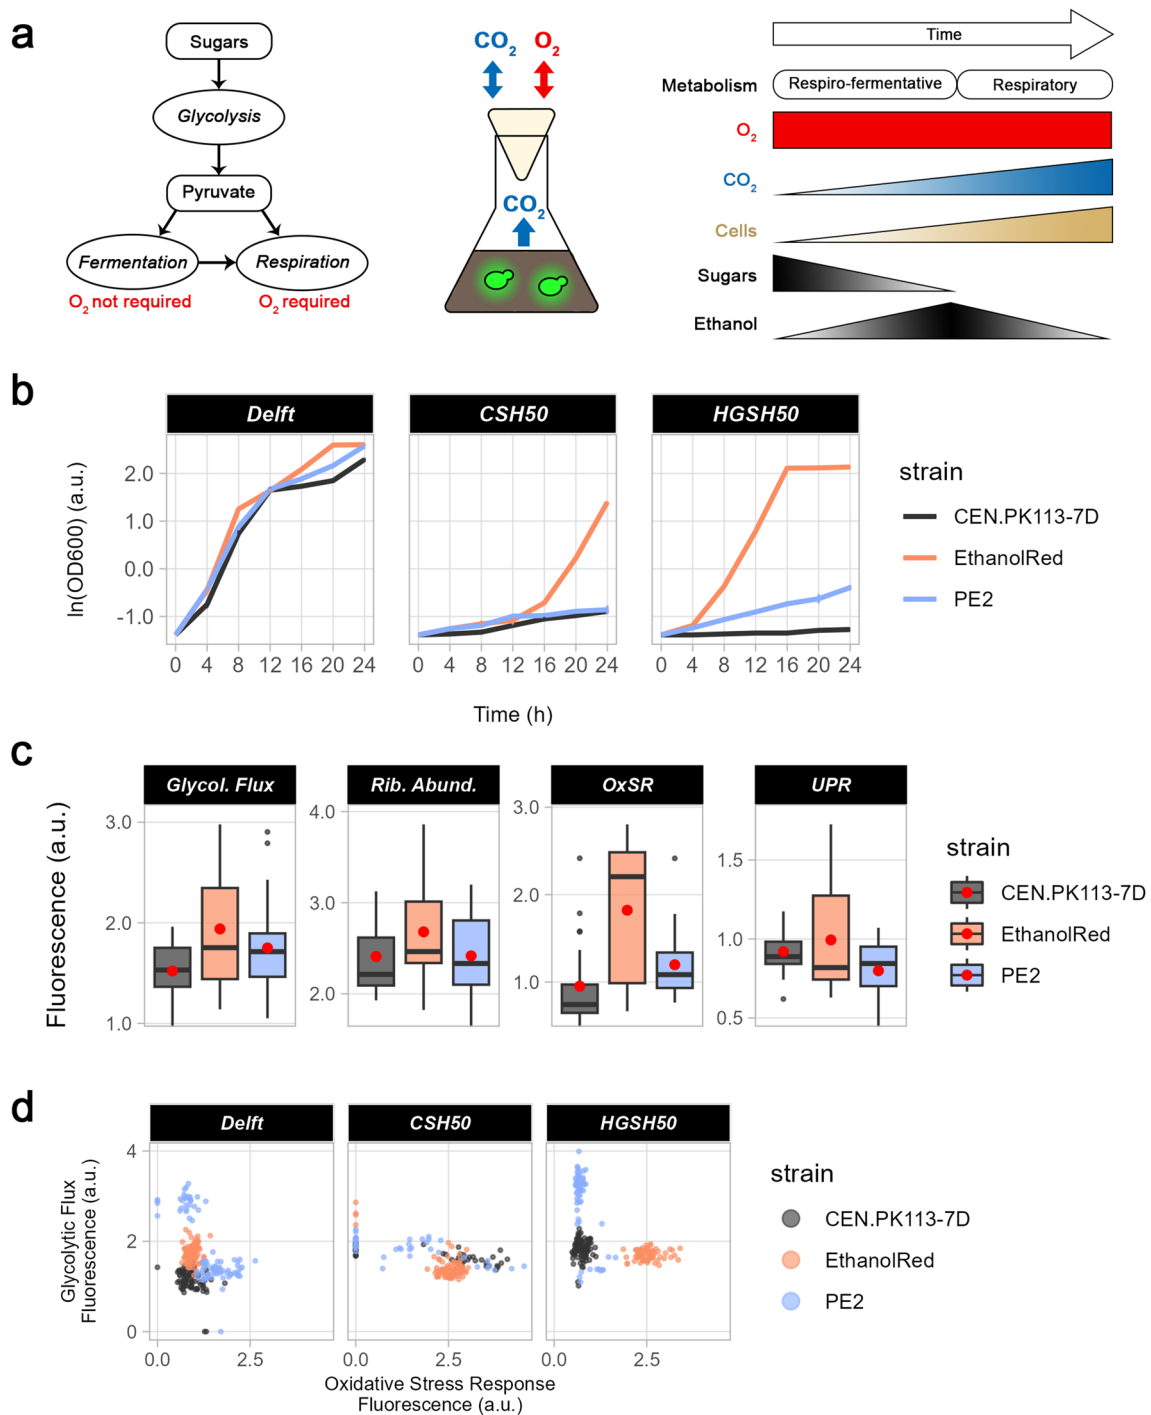 a
Sugars
Glycolysis
Pyruvate
Fermentation
Respiration
O2 not required
O2 required
CO2
O2
CO2
Time
Metabolism
Respiro-fermentative
Respiratory
O2
CO2
Cells
Sugars
Ethanol
b
Delft
CSH50
HGSH50
ln(OD600) (a.u.)
2.0
1.0
0.0
-1.0
0 4 8 12 16 20 24
0 4 8 12 16 20 24
0 4 8 12 16 20 24
Time (h)
strain
CEN.PK113-7D
EthanolRed
PE2
c
Glycol. Flux
Rib. Abund.
OxSR
UPR
Fluorescence (a.u.)
3.0
2.0
1.0
4.0
3.0
2.0
3.0
2.0
1.0
1.5
1.0
0.5
strain
CEN.PK113-7D
EthanolRed
PE2
d
Delft
CSH50
HGSH50
Glycolytic Flux
Fluorescence (a.u.)
4
2
0
0.0 2.5
0.0 2.5
0.0 2.5
Oxidative Stress Response
Fluorescence (a.u.)
strain
CEN.PK113-7D
EthanolRed
PE2